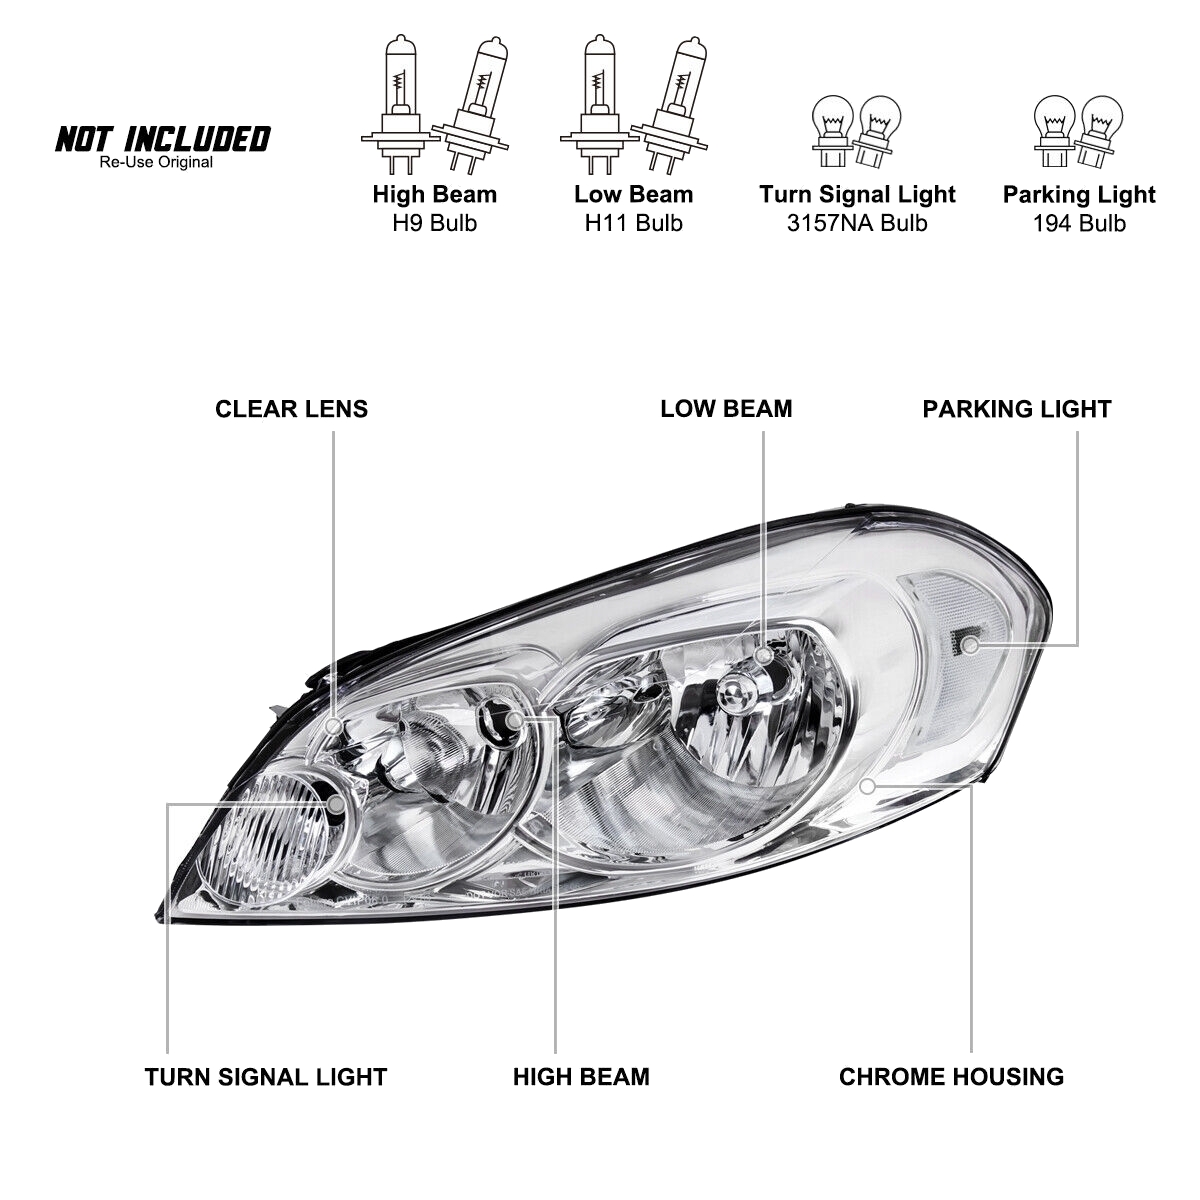 NOT INCLUDED
Re-Use Original
High Beam
H9 Bulb
Low Beam
H11 Bulb
Turn Signal Light
3157NA Bulb
Parking Light
194 Bulb
CLEAR LENS
LOW BEAM
PARKING LIGHT
TURN SIGNAL LIGHT
HIGH BEAM
CHROME HOUSING